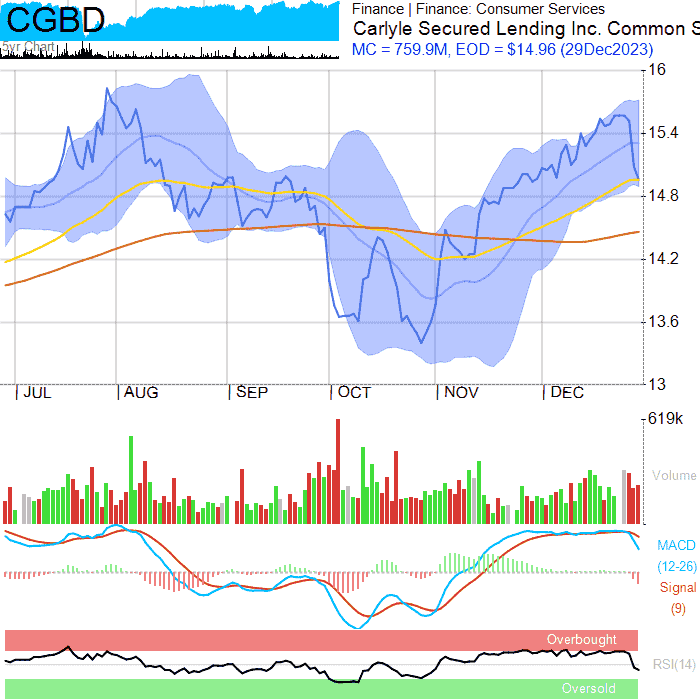 CGBD
5yr Chart
Finance | Finance: Consumer Services
Carlyle Secured Lending Inc. Common S
MC = 759.9M, EOD = $14.96 (29Dec2023)
16
15.4
14.8
14.2
13.6
13
JUL AUG SEP OCT NOV DEC
619k
Volume
MACD
(12-26)
Signal
(9)
Overbought
RSI(14)
Oversold